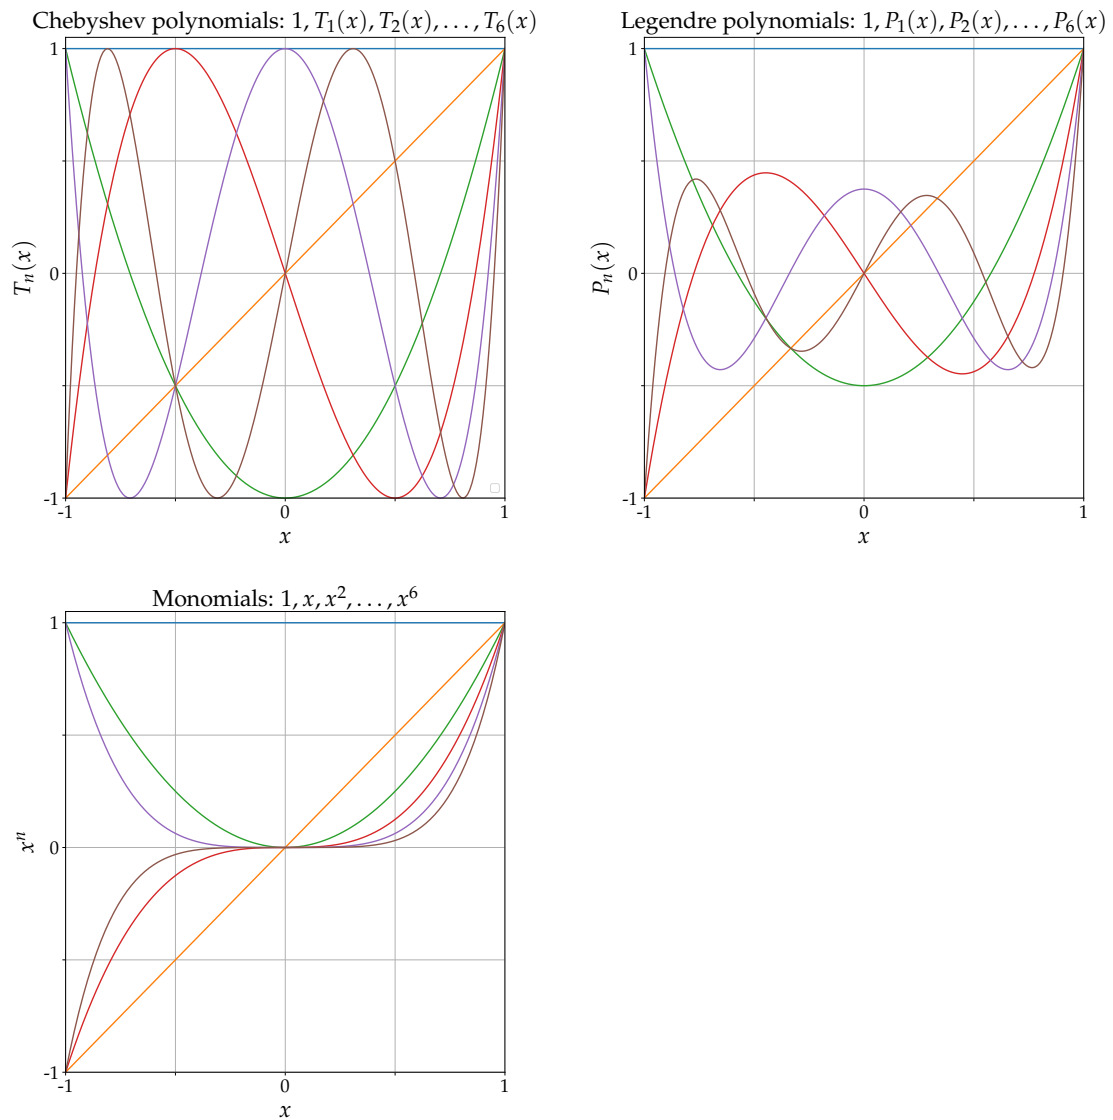 Chebyshev polynomials: 1, T₁(x), T₂(x), . . . , T₆(x)
1
0
-1
Tₙ(x)
-1
0
1
x
Legendre polynomials: 1, P₁(x), P₂(x), . . . , P₆(x)
1
0
-1
Pₙ(x)
-1
0
1
x
Monomials: 1, x, x², . . . , x⁶
1
0
-1
xⁿ
-1
0
1
x